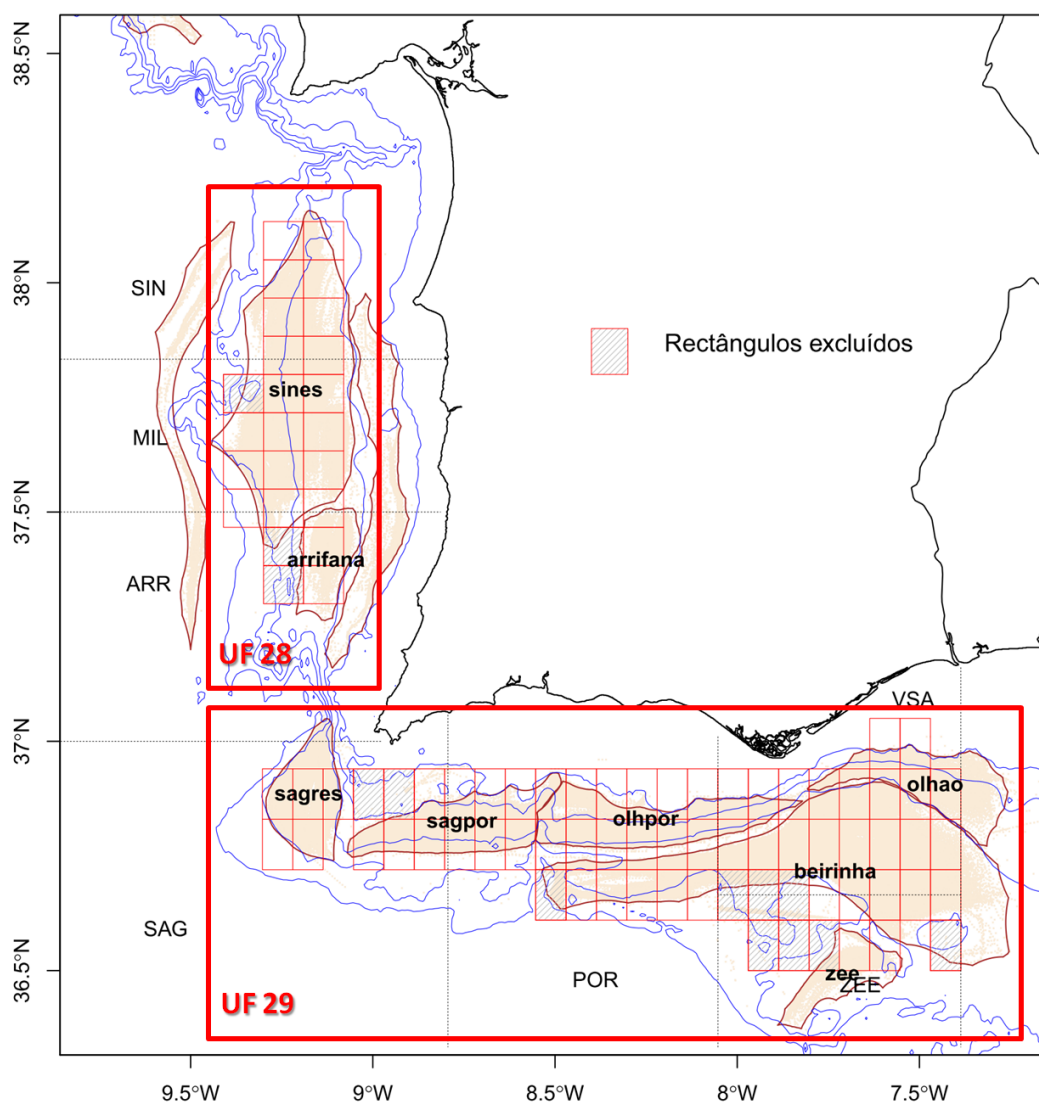 38.5°N
38°N
37.5°N
37°N
36.5°N
SIN
MIL
ARR
sines
arrifana
UF 28
Rectângulos excluídos
VSA
sagres
sagpor
olhpor
olhao
beirinha
zee
ZEE
SAG
POR
UF 29
9.5°W
9°W
8.5°W
8°W
7.5°W